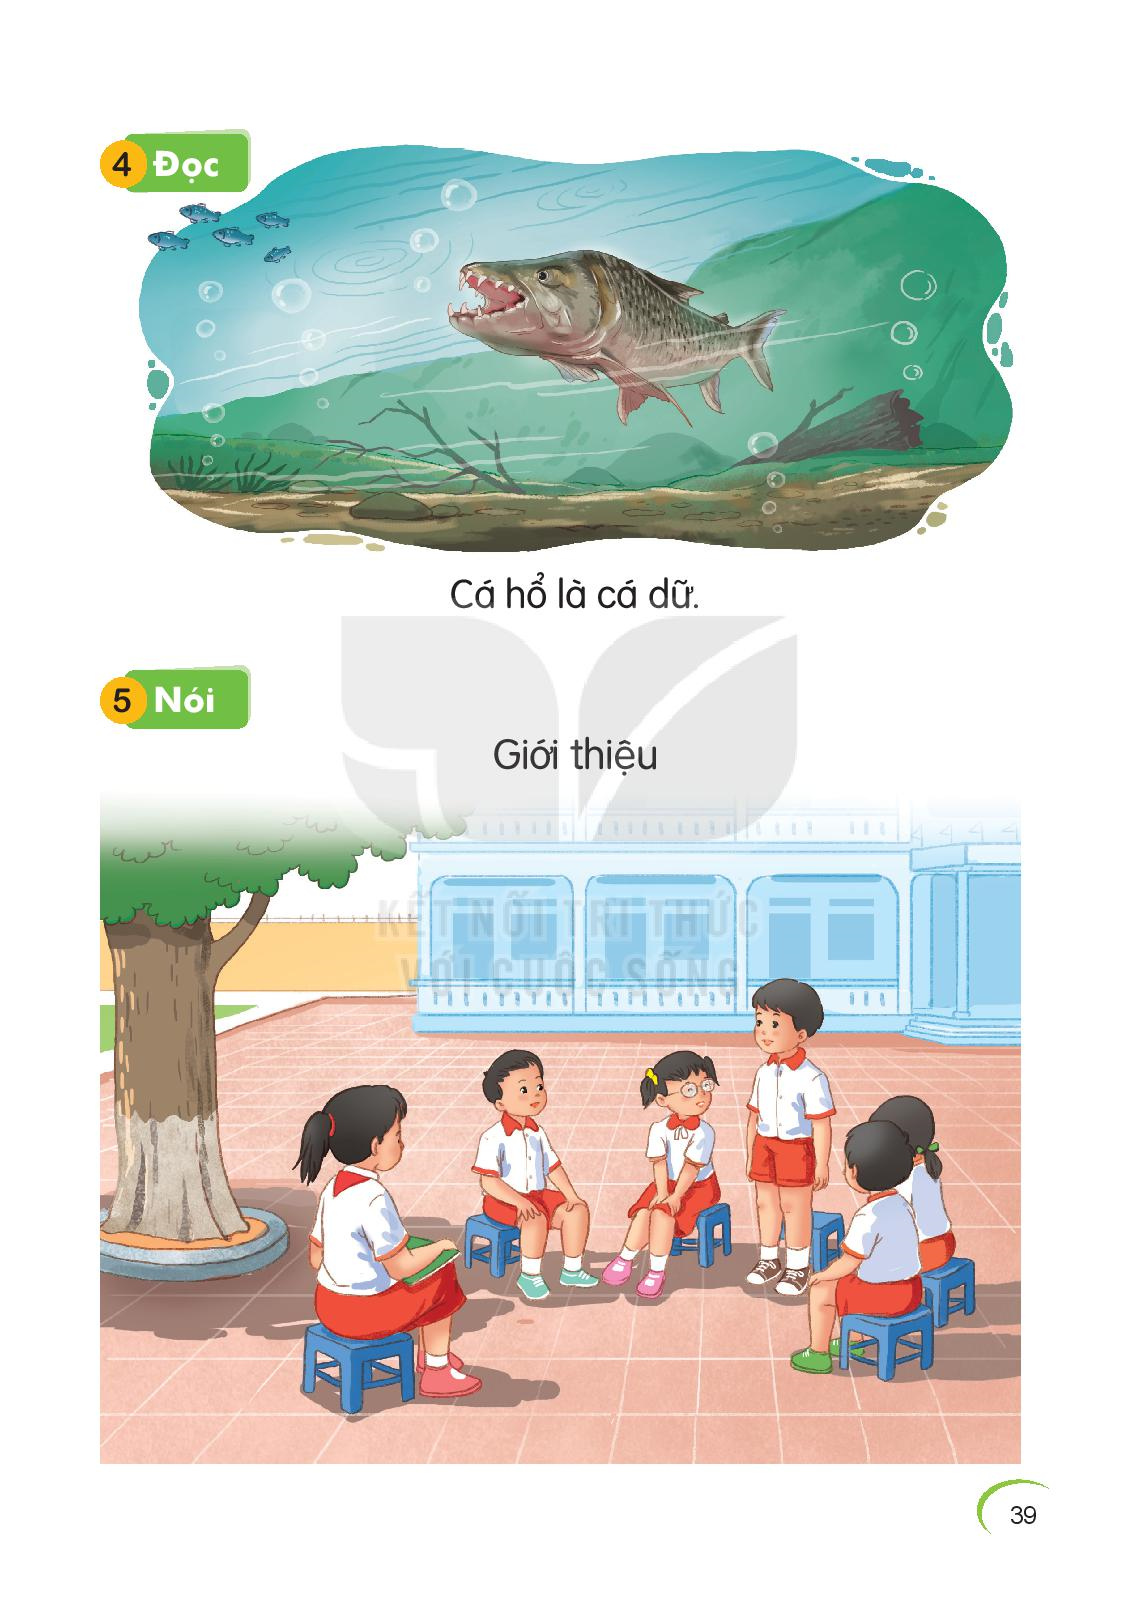 4 Đọc
Cá hổ là cá dữ.
5 Nói
Giới thiệu
KẾT NỐI TRI THỨC
VỚI CUỘC SỐNG
39